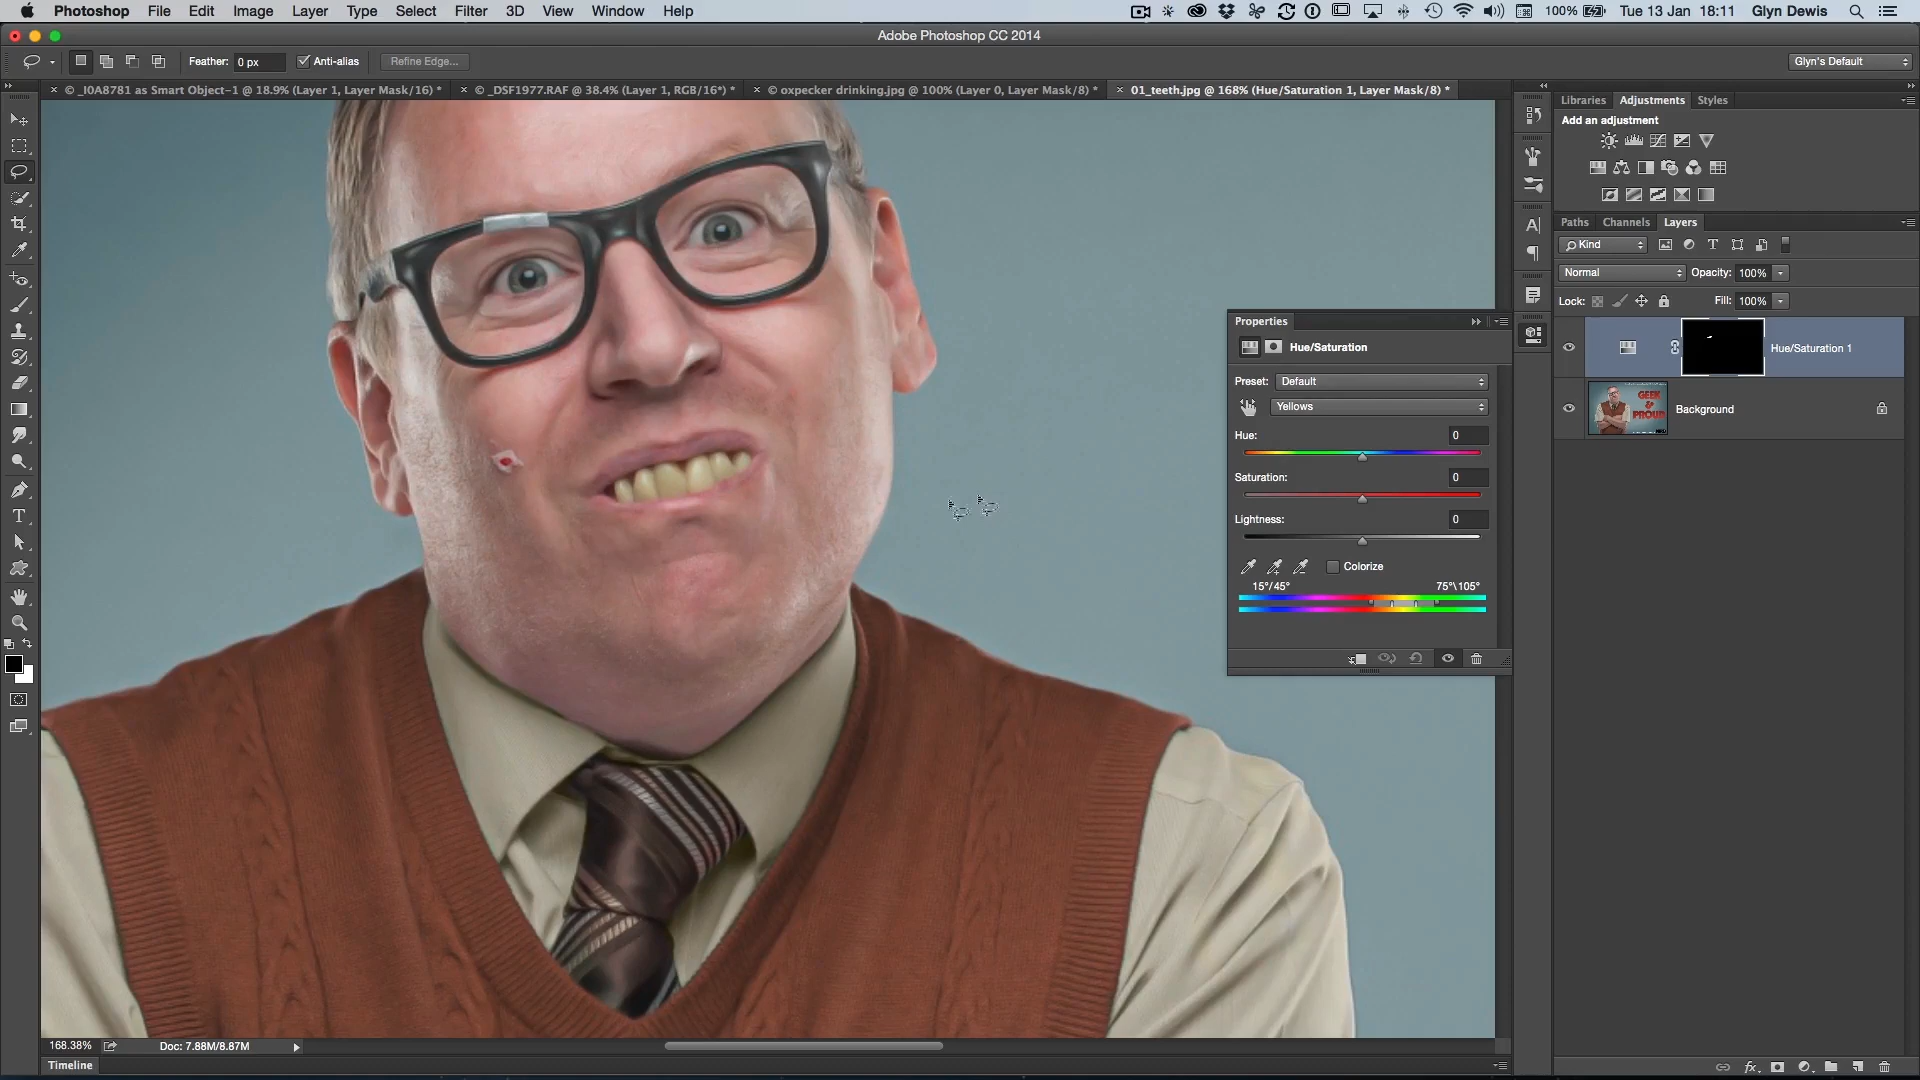 Photoshop File Edit Image Layer Type Select Filter 3D View Window Help 100% Tue 13 Jan 18:11 Glyn Dewis
Adobe Photoshop CC 2014
Feather: 0 px Anti-alias Refine Edge... Glyn's Default
© _I0A8781 as Smart Object-1 @ 18.9% (Layer 1, Layer Mask/16) * © _DSF1977.RAF @ 38.4% (Layer 1, RGB/16*) * © oxpecker drinking.jpg @ 100% (Layer 0, Layer Mask/8) * 01_teeth.jpg @ 168% (Hue/Saturation 1, Layer Mask/8) *
Libraries Adjustments Styles
Add an adjustment
Paths Channels Layers
Kind
Normal Opacity: 100%
Lock: Fill: 100%
Hue/Saturation 1
GEEK
&
PROUD
Background
Properties
Hue/Saturation
Preset: Default
Yellows
Hue: 0
Saturation: 0
Lightness: 0
Colorize
15°/45° 75°\105°
168.38% Doc: 7.88M/8.87M
Timeline
fx